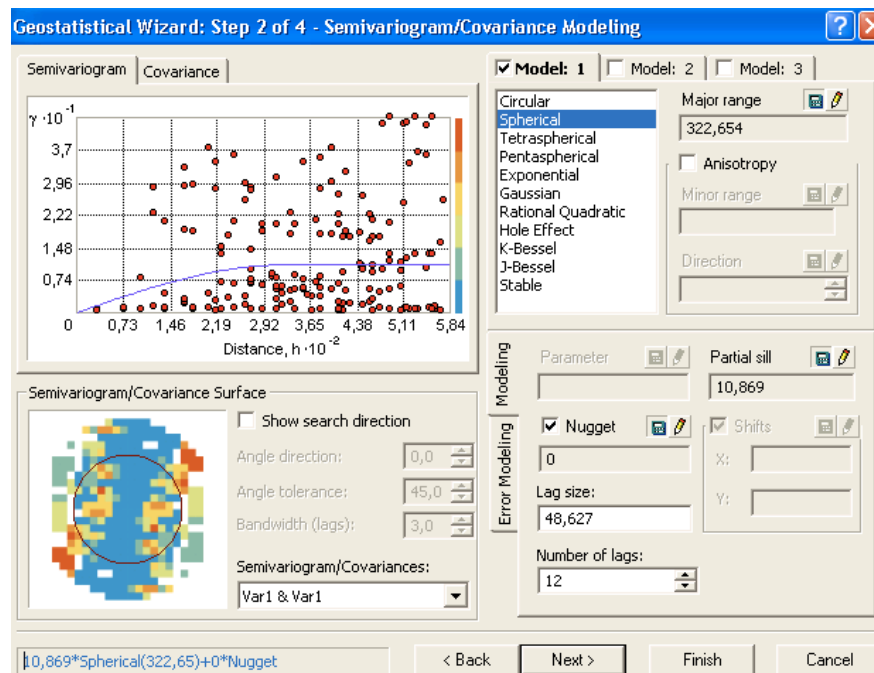 Geostatistical Wizard: Step 2 of 4 - Semivariogram/Covariance Modeling
Semivariogram Covariance
γ·10⁻¹
3,7
2,96
2,22
1,48
0,74
0 0,73 1,46 2,19 2,92 3,65 4,38 5,11 5,84
Distance, h·10⁻²
Semivariogram/Covariance Surface
Show search direction
Angle direction: 0,0
Angle tolerance: 45,0
Bandwidth (lags): 3,0
Semivariogram/Covariances:
Var1 & Var1
Model: 1 Model: 2 Model: 3
Circular
Spherical
Tetraspherical
Pentaspherical
Exponential
Gaussian
Rational Quadratic
Hole Effect
K-Bessel
J-Bessel
Stable
Major range
322,654
Anisotropy
Minor range
Direction
Modeling
Error Modeling
Parameter
Partial sill
10,869
Nugget
0
Shifts
X:
Y:
Lag size:
48,627
Number of lags:
12
10,869*Spherical(322,65)+0*Nugget
< Back Next > Finish Cancel